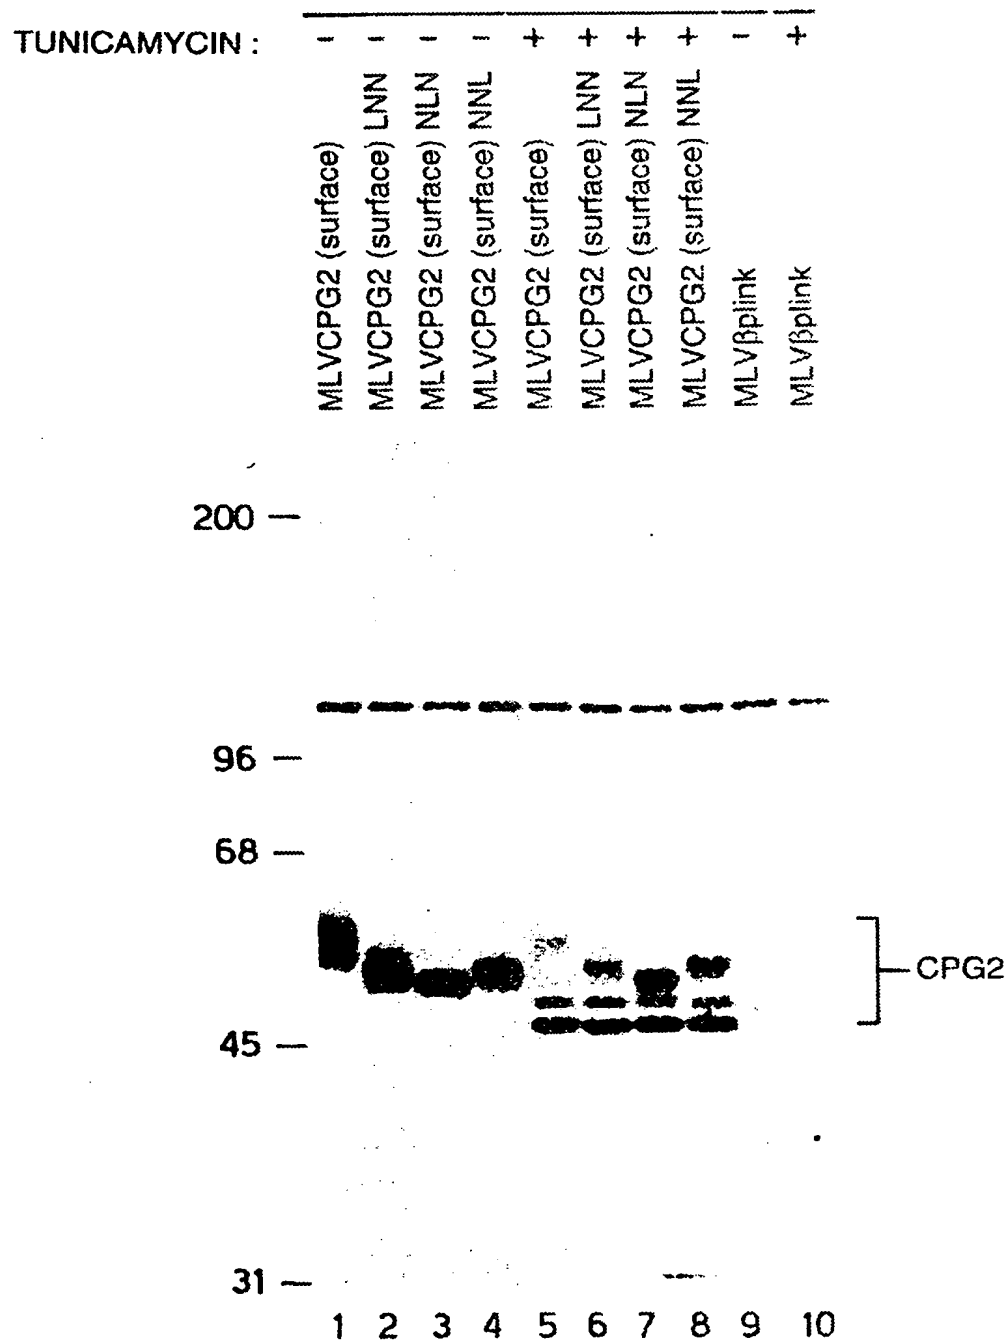 TUNICAMYCIN : - - - - + + + + - +
MLVCPG2 (surface)
MLVCPG2 (surface) LNN
MLVCPG2 (surface) NLN
MLVCPG2 (surface) NNL
MLVCPG2 (surface)
MLVCPG2 (surface) LNN
MLVCPG2 (surface) NLN
MLVCPG2 (surface) NNL
MLVβplink
MLVβplink
200 —
96 —
68 —
CPG2
45 —
31 —
1 2 3 4 5 6 7 8 9 10